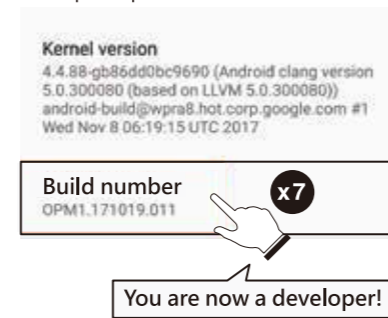 Kernel version
4.4.88-gb86dd0bc9690 (Android clang version
5.0.300080 (based on LLVM 5.0.300080))
android-build@wpra8.hot.corp.google.com #1
Wed Nov 8 06:19:15 UTC 2017
Build number
x7
OPM1.171019.011
You are now a developer!